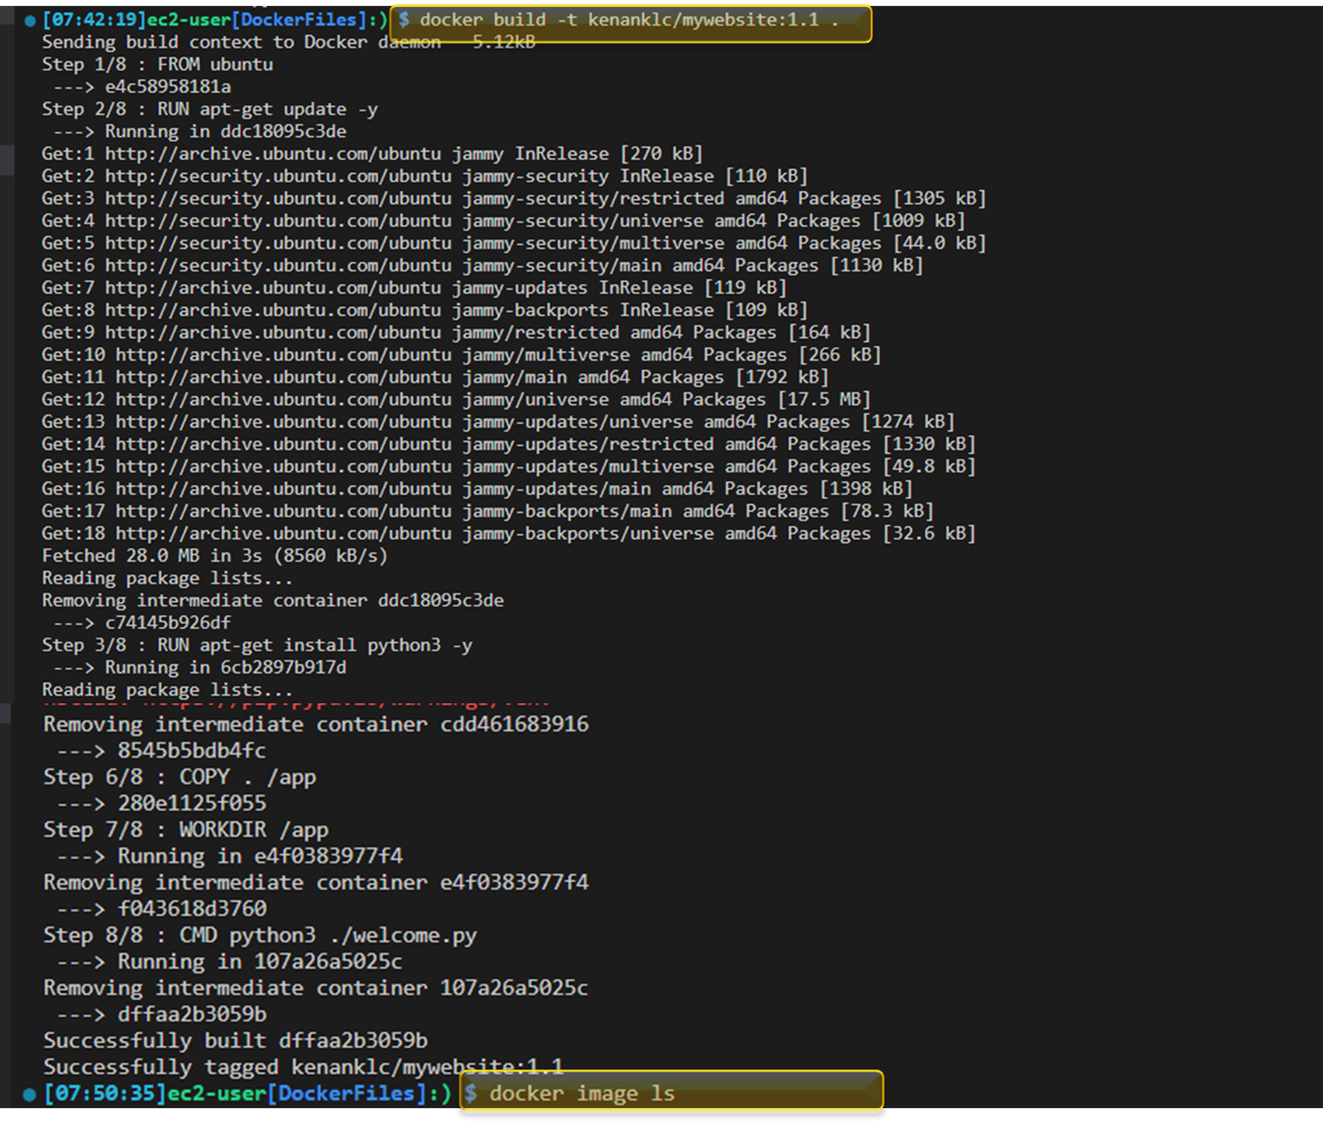 [07:42:19]ec2-user[DockerFiles]:) $ docker build -t kenanklc/mywebsite:1.1 .
Sending build context to Docker daemon 5.12kB
Step 1/8 : FROM ubuntu
---> e4c58958181a
Step 2/8 : RUN apt-get update -y
---> Running in ddc18095c3de
Get:1 http://archive.ubuntu.com/ubuntu jammy InRelease [270 kB]
Get:2 http://security.ubuntu.com/ubuntu jammy-security InRelease [110 kB]
Get:3 http://security.ubuntu.com/ubuntu jammy-security/restricted amd64 Packages [1305 kB]
Get:4 http://security.ubuntu.com/ubuntu jammy-security/universe amd64 Packages [1009 kB]
Get:5 http://security.ubuntu.com/ubuntu jammy-security/multiverse amd64 Packages [44.0 kB]
Get:6 http://security.ubuntu.com/ubuntu jammy-security/main amd64 Packages [1130 kB]
Get:7 http://archive.ubuntu.com/ubuntu jammy-updates InRelease [119 kB]
Get:8 http://archive.ubuntu.com/ubuntu jammy-backports InRelease [109 kB]
Get:9 http://archive.ubuntu.com/ubuntu jammy/restricted amd64 Packages [164 kB]
Get:10 http://archive.ubuntu.com/ubuntu jammy/multiverse amd64 Packages [266 kB]
Get:11 http://archive.ubuntu.com/ubuntu jammy/main amd64 Packages [1792 kB]
Get:12 http://archive.ubuntu.com/ubuntu jammy/universe amd64 Packages [17.5 MB]
Get:13 http://archive.ubuntu.com/ubuntu jammy-updates/universe amd64 Packages [1274 kB]
Get:14 http://archive.ubuntu.com/ubuntu jammy-updates/restricted amd64 Packages [1330 kB]
Get:15 http://archive.ubuntu.com/ubuntu jammy-updates/multiverse amd64 Packages [49.8 kB]
Get:16 http://archive.ubuntu.com/ubuntu jammy-updates/main amd64 Packages [1398 kB]
Get:17 http://archive.ubuntu.com/ubuntu jammy-backports/main amd64 Packages [78.3 kB]
Get:18 http://archive.ubuntu.com/ubuntu jammy-backports/universe amd64 Packages [32.6 kB]
Fetched 28.0 MB in 3s (8560 kB/s)
Reading package lists...
Removing intermediate container ddc18095c3de
---> c74145b926df
Step 3/8 : RUN apt-get install python3 -y
---> Running in 6cb2897b917d
Reading package lists...
Removing intermediate container cdd461683916
---> 8545b5bdb4fc
Step 6/8 : COPY . /app
---> 280e1125f055
Step 7/8 : WORKDIR /app
---> Running in e4f0383977f4
Removing intermediate container e4f0383977f4
---> f043618d3760
Step 8/8 : CMD python3 ./welcome.py
---> Running in 107a26a5025c
Removing intermediate container 107a26a5025c
---> dffaa2b3059b
Successfully built dffaa2b3059b
Successfully tagged kenanklc/mywebsite:1.1
[07:50:35]ec2-user[DockerFiles]:) $ docker image ls